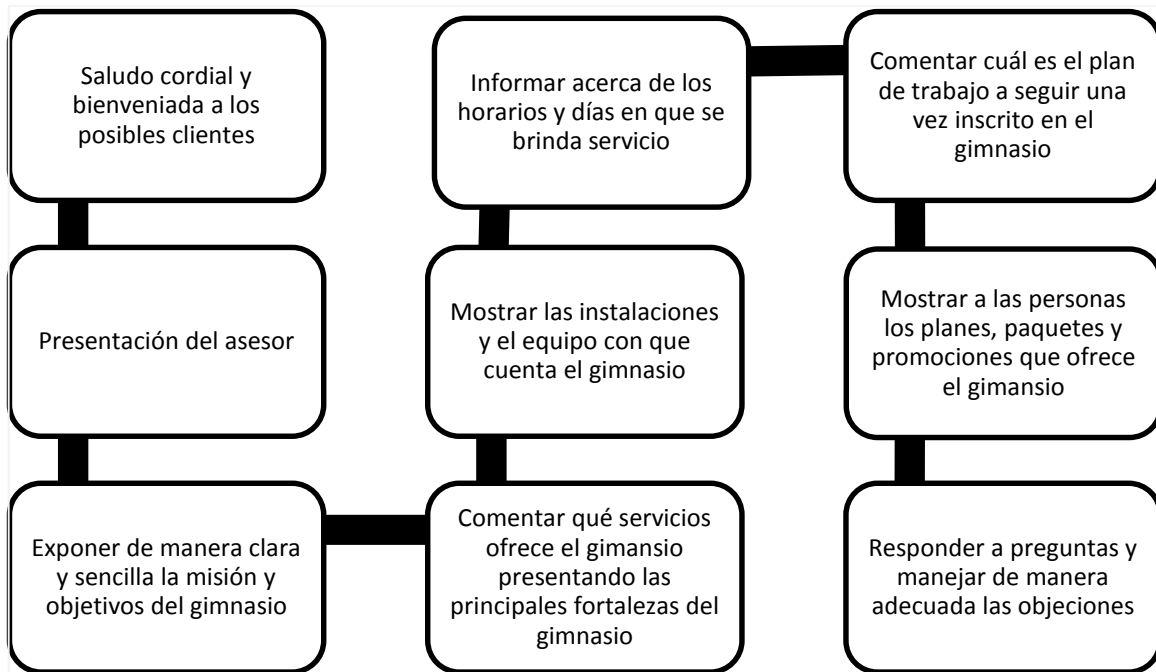 Saludo cordial y
bienveniada a los
posibles clientes
Presentación del asesor
Exponer de manera clara
y sencilla la misión y
objetivos del gimnasio
Comentar qué servicios
ofrece el gimansio
presentando las
principales fortalezas del
gimnasio
Mostrar las instalaciones
y el equipo con que
cuenta el gimnasio
Informar acerca de los
horarios y días en que se
brinda servicio
Comentar cuál es el plan
de trabajo a seguir una
vez inscrito en el
gimnasio
Mostrar a las personas
los planes, paquetes y
promociones que ofrece
el gimansio
Responder a preguntas y
manejar de manera
adecuada las objeciones